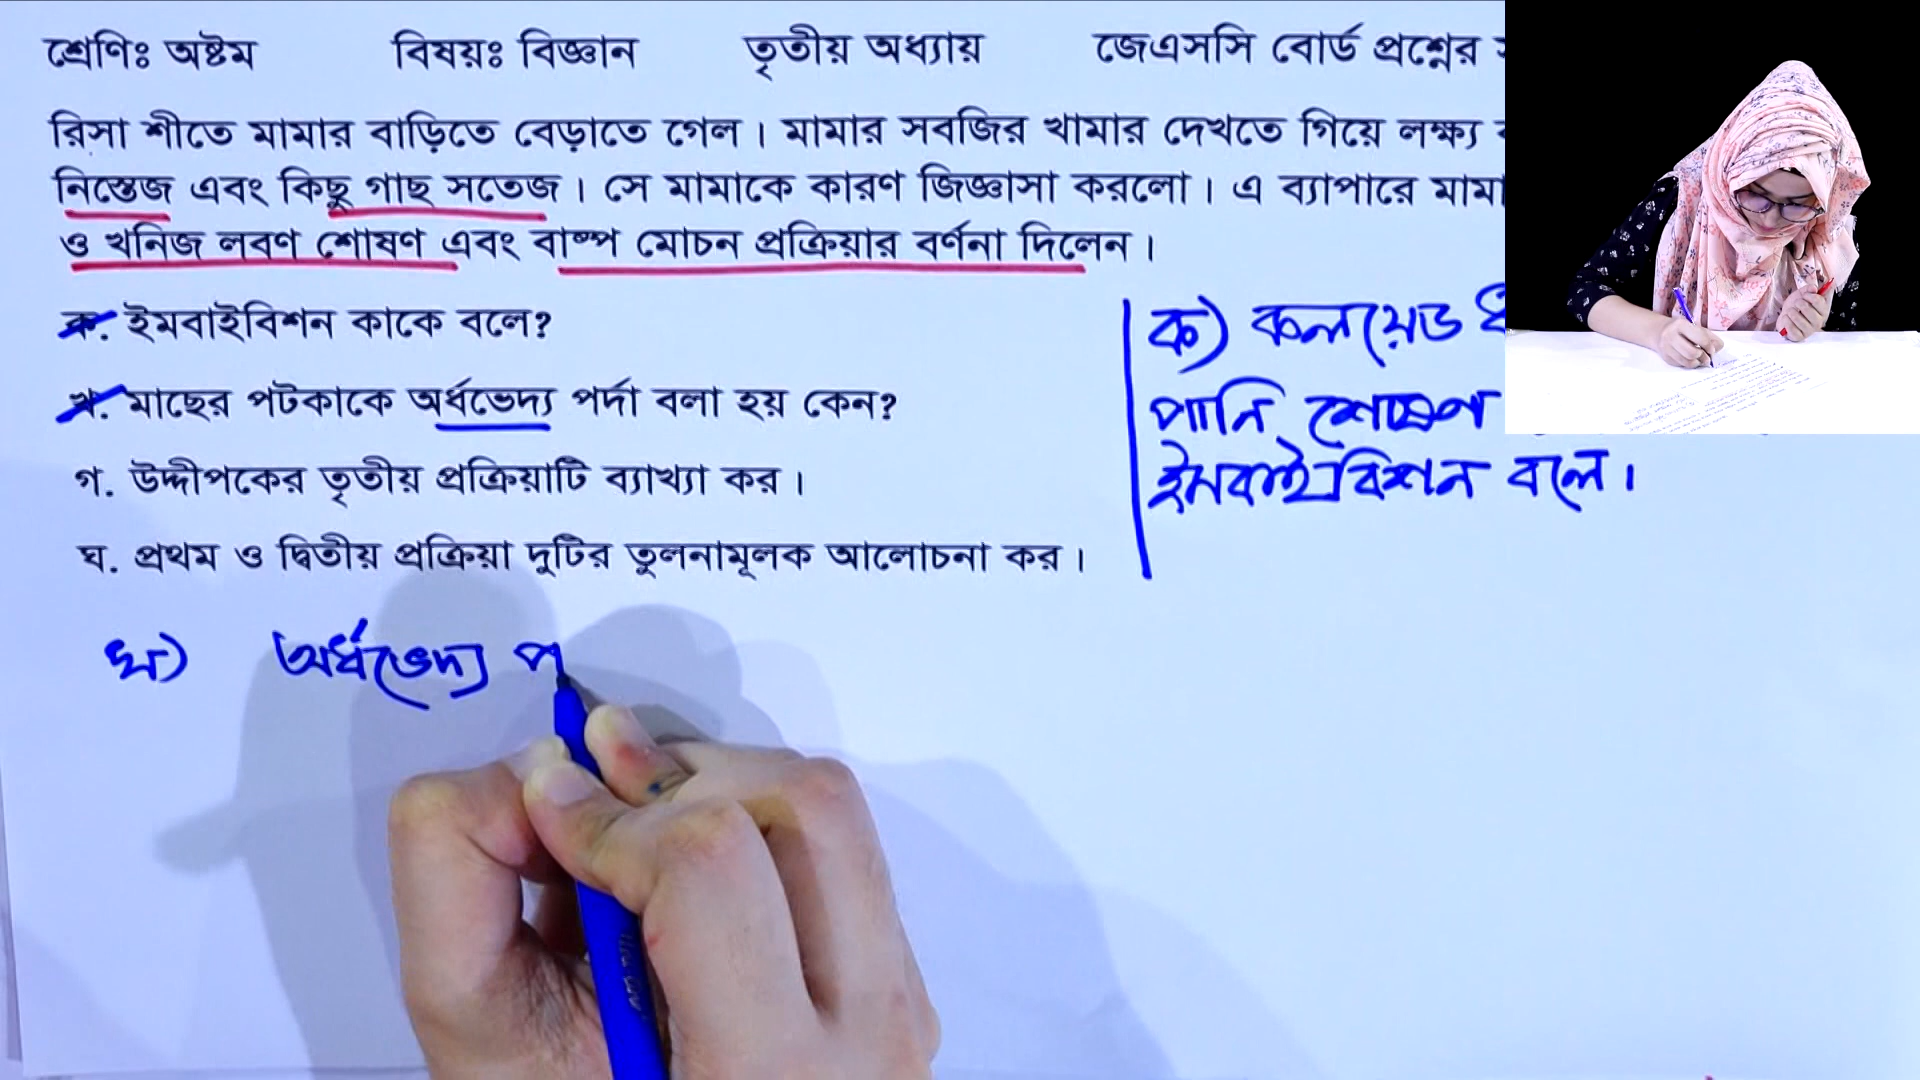 শ্রেণিঃ অষ্টম বিষয়ঃ বিজ্ঞান তৃতীয় অধ্যায় জেএসসি বোর্ড প্রশ্নের
রিসা শীতে মামার বাড়িতে বেড়াতে গেল। মামার সবজির খামার দেখতে গিয়ে লক্ষ্য
নিস্তেজ এবং কিছু গাছ সতেজ। সে মামাকে কারণ জিজ্ঞাসা করলো। এ ব্যাপারে মামা
ও খনিজ লবণ শোষণ এবং বাষ্প মোচন প্রক্রিয়ার বর্ণনা দিলেন।
ক. ইমবাইবিশন কাকে বলে?
খ. মাছের পটকাকে অর্ধভেদ্য পর্দা বলা হয় কেন?
গ. উদ্দীপকের তৃতীয় প্রক্রিয়াটি ব্যাখ্যা কর।
ঘ. প্রথম ও দ্বিতীয় প্রক্রিয়া দুটির তুলনামূলক আলোচনা কর।
ক) কলয়েড
পানি শোষণ
ইমবাইবিশন বলে।
খ) অর্ধভেদ্য প